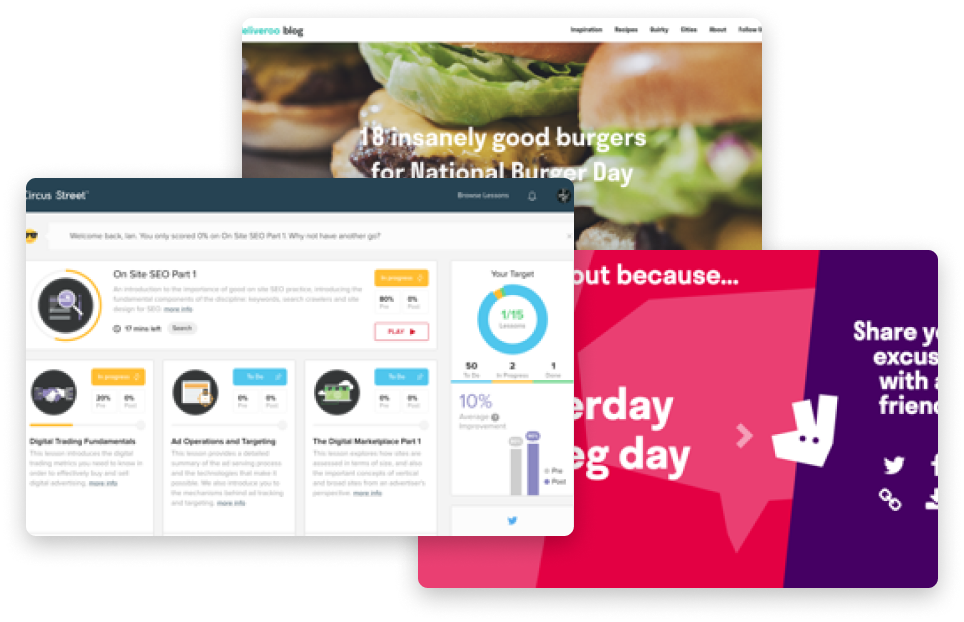 eliveroo blog
Inspiration Recipes Quirky Cities About Follow U
18 insanely good burgers
for National Burger Day
Circus Street™
Browse Lessons
Welcome back, Ian. You only scored 0% on On Site SEO Part 1. Why not have another go?
On Site SEO Part 1
An introduction to the importance of good on site SEO practice, introducing the
fundamental components of the discipline: keywords, search crawlers and site
design for SEO. more info
17 mins left Search
In progress
80% 0%
Pre Post
PLAY
Your Target
1/15
Lessons
50 2 1
To Do In Progress Done
10%
Average
Improvement
Pre
Post
In progress
20% 0%
Pre Post
Digital Trading Fundamentals
This lesson introduces the digital
trading metrics you need to know in
order to effectively buy and sell
digital advertising. more info
To Do
0% 0%
Pre Post
Ad Operations and Targeting
This lesson provides a detailed
summary of the ad serving process
and the technologies that make it
possible. We also introduce you to
the mechanisms behind ad tracking
and targeting. more info
To Do
0% 0%
Pre Post
The Digital Marketplace Part 1
This lesson explores how sites are
assessed in terms of size, and also
the important concepts of vertical
and broad sites from an advertiser's
perspective. more info
out because...
erday
eg day
Share yo
excus
with a
friend